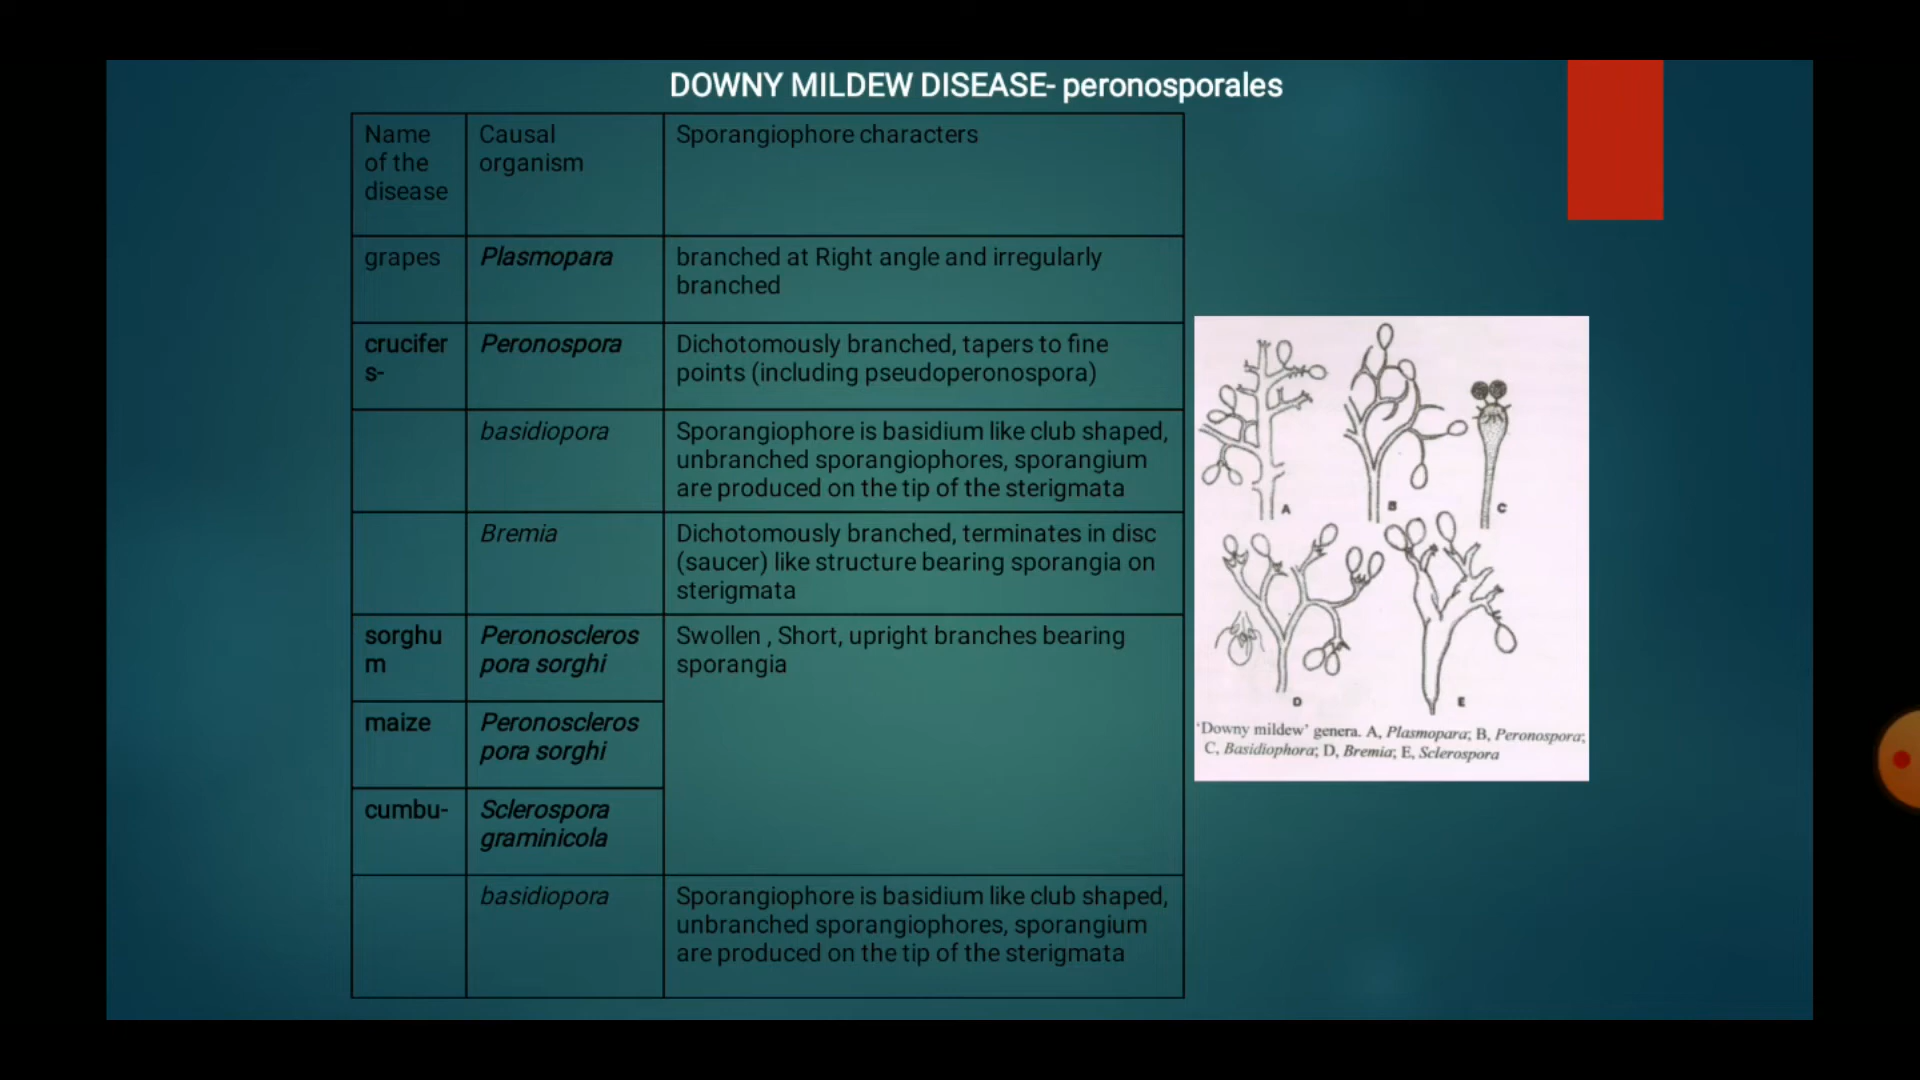 DOWNY MILDEW DISEASE- peronosporales
Name
of the
disease
Causal
organism
Sporangiophore characters
grapes
Plasmopara
branched at Right angle and irregularly
branched
crucifer
s-
Peronospora
Dichotomously branched, tapers to fine
points (including pseudoperonospora)
basidiopora
Sporangiophore is basidium like club shaped,
unbranched sporangiophores, sporangium
are produced on the tip of the sterigmata
Bremia
Dichotomously branched, terminates in disc
(saucer) like structure bearing sporangia on
sterigmata
sorghu
m
Peronoscleros
pora sorghi
Swollen , Short, upright branches bearing
sporangia
maize
Peronoscleros
pora sorghi
cumbu-
Sclerospora
graminicola
basidiopora
Sporangiophore is basidium like club shaped,
unbranched sporangiophores, sporangium
are produced on the tip of the sterigmata
A
B
C
D
E
'Downy mildew' genera. A, Plasmopara; B, Peronospora;
C, Basidiophora; D, Bremia; E, Sclerospora